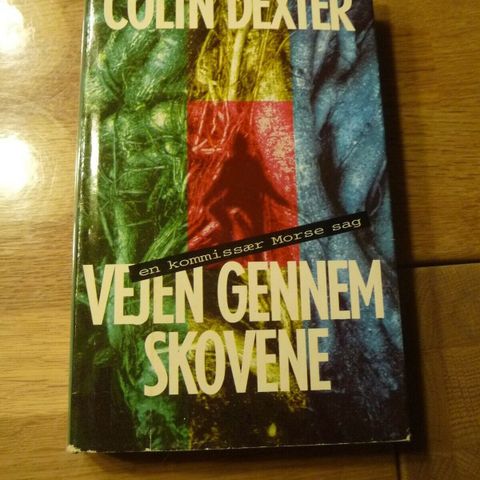 COLIN DEXTER
en kommissær Morse sag
VEJEN GENNEM
SKOVENE